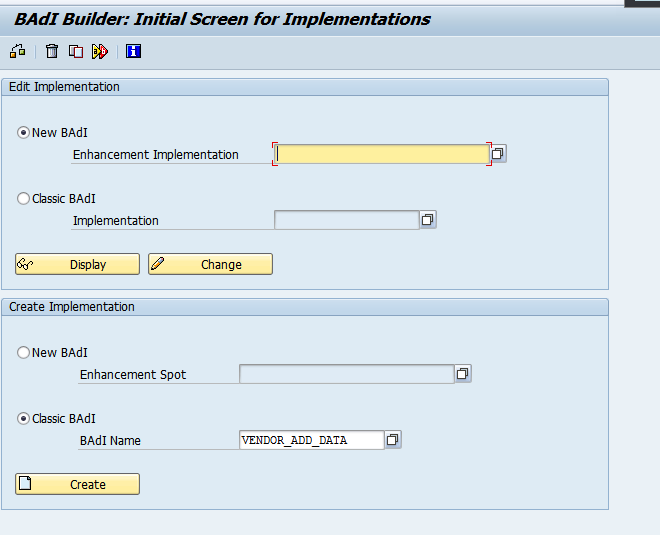 BAdI Builder: Initial Screen for Implementations
Edit Implementation
New BAdI
Enhancement Implementation
Classic BAdI
Implementation
Display
Change
Create Implementation
New BAdI
Enhancement Spot
Classic BAdI
BAdI Name
VENDOR_ADD_DATA
Create